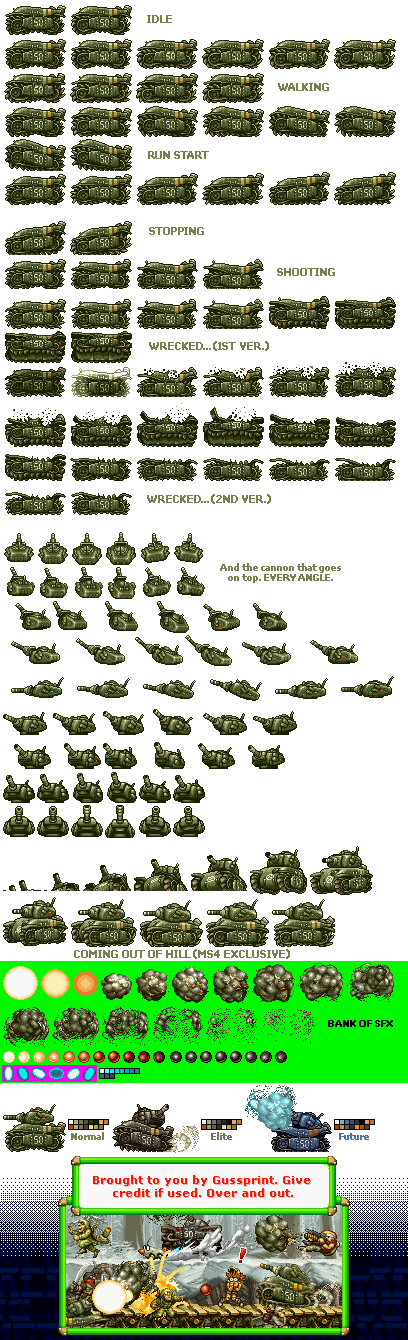 IDLE
WALKING
RUN START
STOPPING
SHOOTING
WRECKED...(1ST VER.)
WRECKED...(2ND VER.)
And the cannon that goes
on top. EVERY ANGLE.
COMING OUT OF HILL (MS4 EXCLUSIVE)
BANK OF SFX
Normal
Elite
Future
Brought to you by Gussprint. Give
credit if used. Over and out.
!